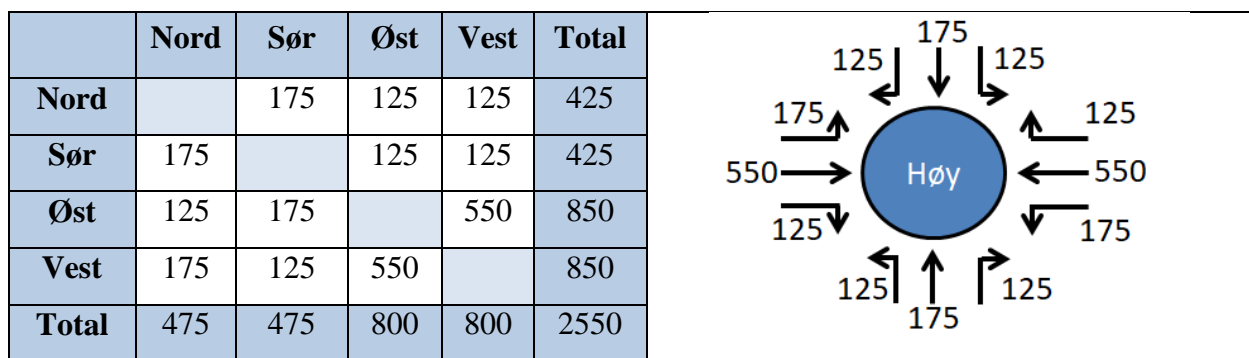 Nord Sør Øst Vest Total
Nord 175 125 125 425
Sør 175 125 125 425
Øst 125 175 550 850
Vest 175 125 550 850
Total 475 475 800 800 2550
175
125 125
175 125
550 Høy 550
125 175
125 125
175